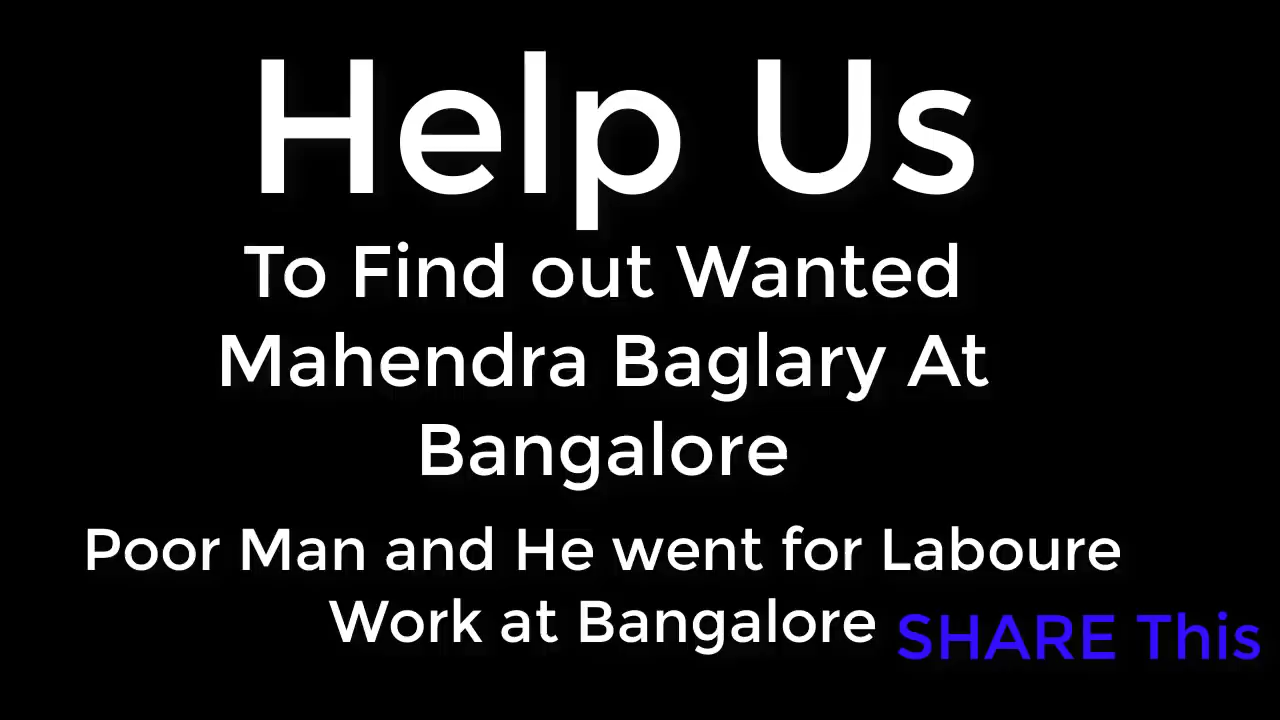 Help Us
To Find out Wanted
Mahendra Baglary At
Bangalore
Poor Man and He went for Laboure
Work at Bangalore
SHARE This